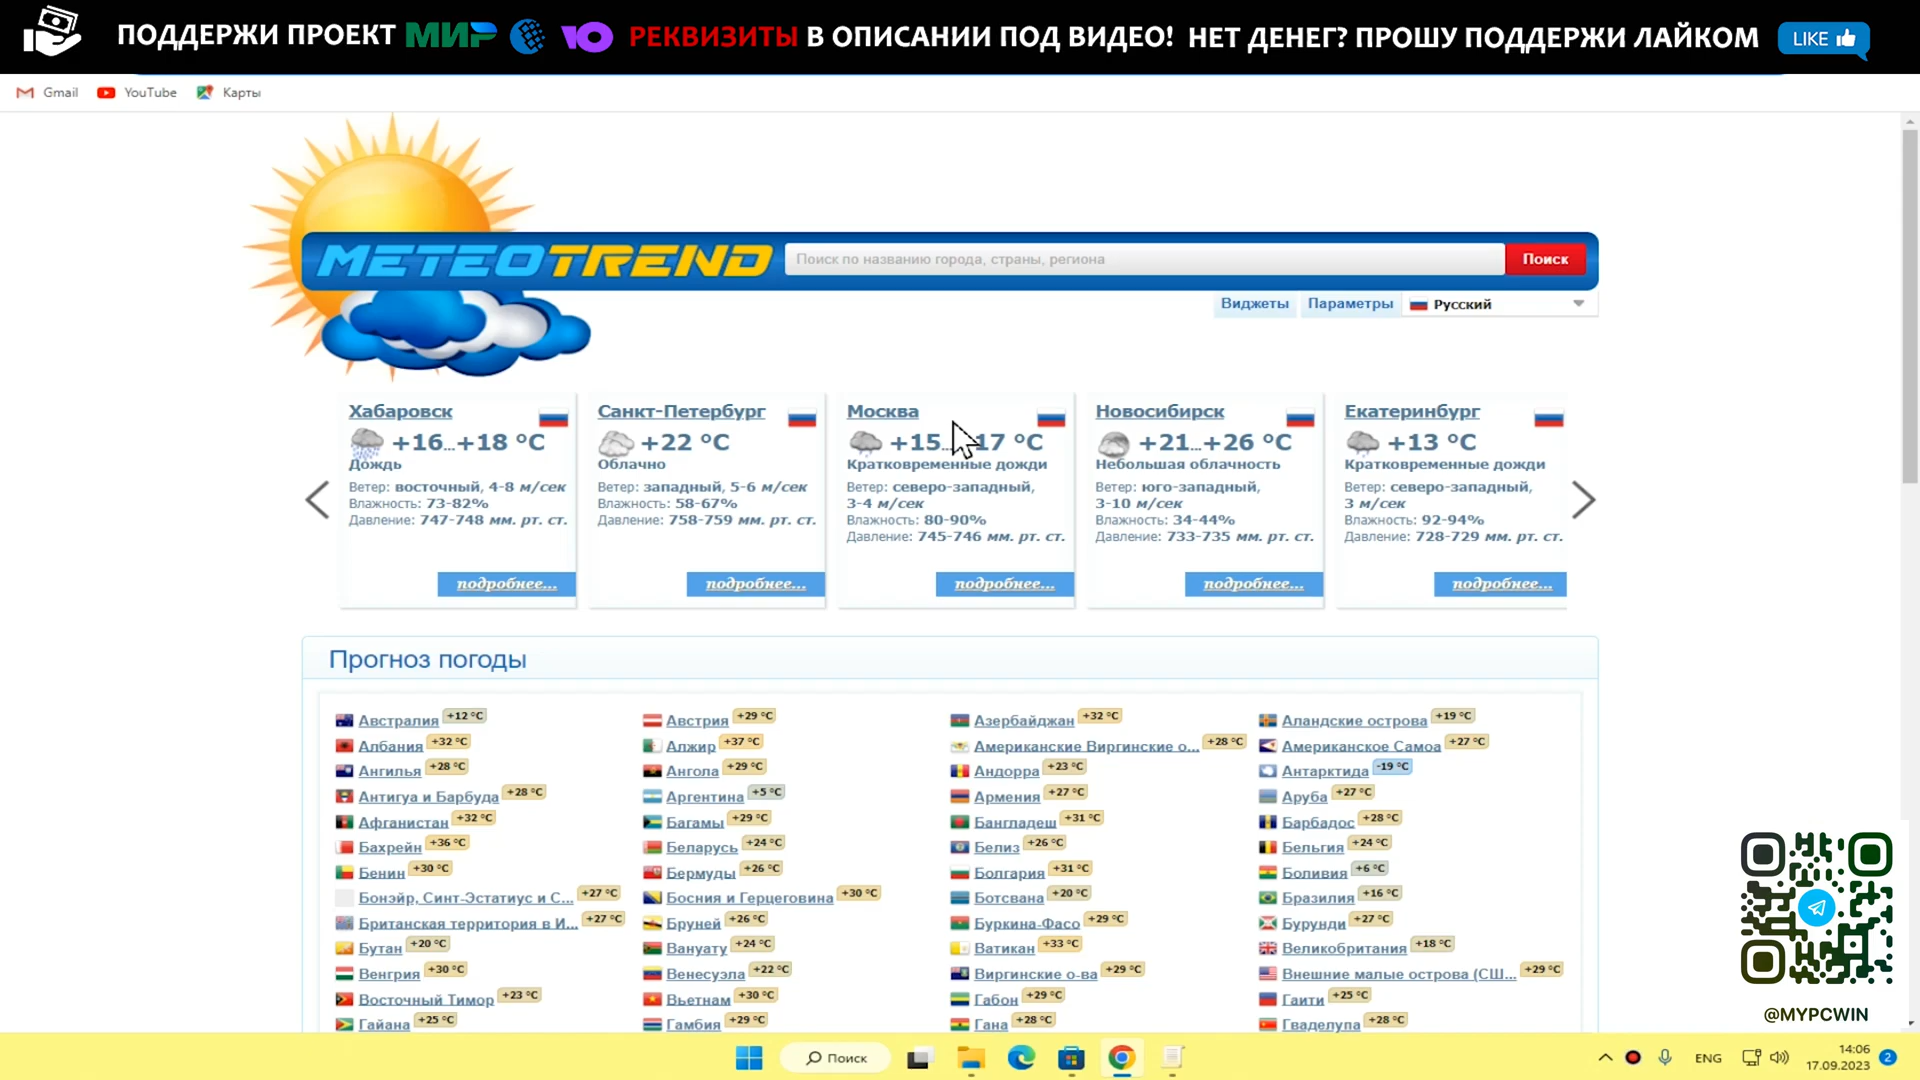 ПОДДЕРЖИ ПРОЕКТ МИР Ю РЕКВИЗИТЫ В ОПИСАНИИ ПОД ВИДЕО! НЕТ ДЕНЕГ? ПРОШУ ПОДДЕРЖИ ЛАЙКОМ LIKE
Gmail YouTube Карты
METEOTREND Поиск по названию города, страны, региона Поиск
Виджеты Параметры Русский
Хабаровск
+16...+18 °C
Дождь
Ветер: восточный, 4-8 м/сек
Влажность: 73-82%
Давление: 747-748 мм. рт. ст.
подробнее...
Санкт-Петербург
+22 °C
Облачно
Ветер: западный, 5-6 м/сек
Влажность: 58-67%
Давление: 758-759 мм. рт. ст.
подробнее...
Москва
+15... 17 °C
Кратковременные дожди
Ветер: северо-западный,
3-4 м/сек
Влажность: 80-90%
Давление: 745-746 мм. рт. ст.
подробнее...
Новосибирск
+21...+26 °C
Небольшая облачность
Ветер: юго-западный,
3-10 м/сек
Влажность: 34-44%
Давление: 733-735 мм. рт. ст.
подробнее...
Екатеринбург
+13 °C
Кратковременные дожди
Ветер: северо-западный,
3 м/сек
Влажность: 92-94%
Давление: 728-729 мм. рт. ст.
подробнее...
Прогноз погоды
Австралия +12 °C Австрия +29 °C Азербайджан +32 °C Аландские острова +19 °C
Албания +32 °C Алжир +37 °C Американские Виргинские о... +28 °C Американское Самоа +27 °C
Ангилья +28 °C Ангола +29 °C Андорра +23 °C Антарктида -19 °C
Антигуа и Барбуда +28 °C Аргентина +5 °C Армения +27 °C Аруба +27 °C
Афганистан +32 °C Багамы +29 °C Бангладеш +31 °C Барбадос +28 °C
Бахрейн +36 °C Беларусь +24 °C Белиз +26 °C Бельгия +24 °C
Бенин +30 °C Бермуды +26 °C Болгария +31 °C Боливия +6 °C
Бонэйр, Синт-Эстатиус и С... +27 °C Босния и Герцеговина +30 °C Ботсвана +20 °C Бразилия +16 °C
Британская территория в И... +27 °C Бруней +26 °C Буркина-Фасо +29 °C Бурунди +27 °C
Бутан +20 °C Вануату +24 °C Ватикан +33 °C Великобритания +18 °C
Венгрия +30 °C Венесуэла +22 °C Виргинские о-ва +29 °C Внешние малые острова (СШ... +29 °C
Восточный Тимор +23 °C Вьетнам +30 °C Габон +29 °C Гаити +25 °C
Гайана +25 °C Гамбия +29 °C Гана +28 °C Гваделупа +28 °C
@MYPCWIN
Поиск ENG 14:06
17.09.2023 2